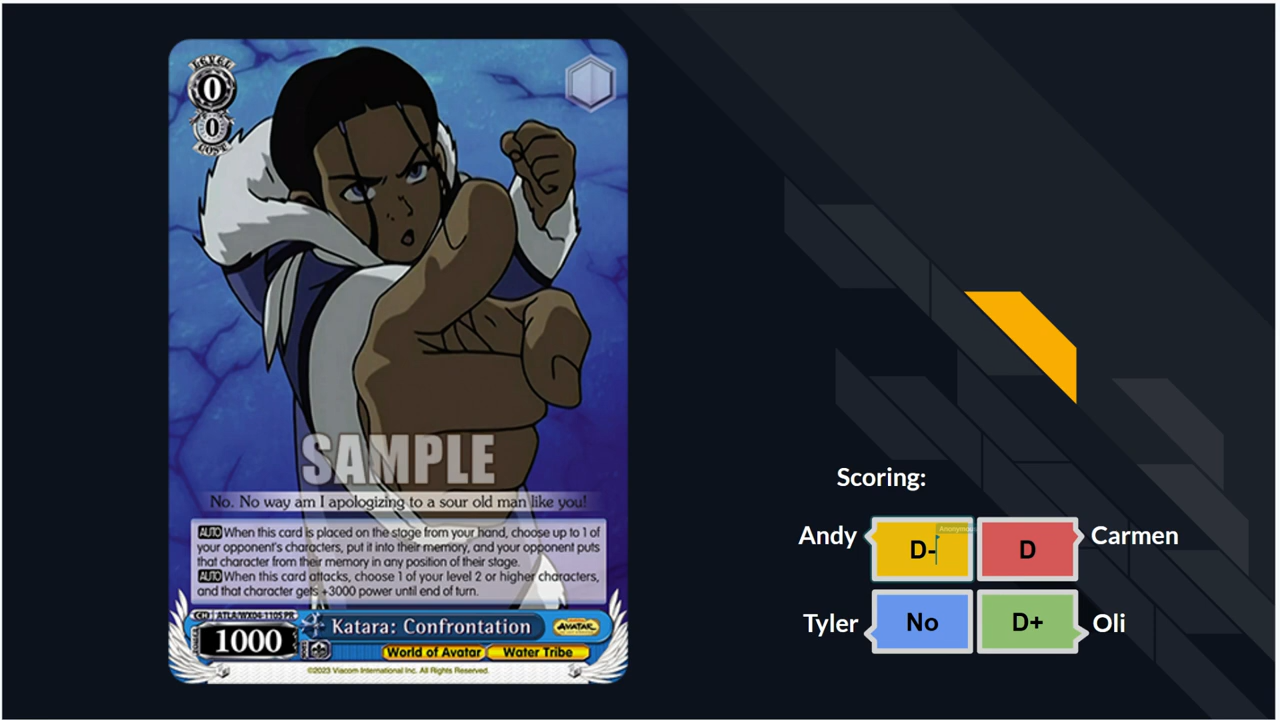 LEVEL
0
0
COST
SAMPLE
No. No way am I apologizing to a sour old man like you!
AUTO When this card is placed on the stage from your hand, choose up to 1 of
your opponent's characters, put it into their memory, and your opponent puts
that character from their memory in any position of their stage.
AUTO When this card attacks, choose 1 of your level 2 or higher characters,
and that character gets +3000 power until end of turn.
ATLA/WX04-110S PR
1000
Katara: Confrontation
AVATAR
World of Avatar
Water Tribe
©2023 Viacom International Inc. All Rights Reserved.
Scoring:
Andy
D-
D
Carmen
Tyler
No
D+
Oli